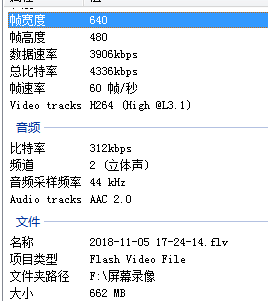 帧宽度 640
帧高度 480
数据速率 3906kbps
总比特率 4336kbps
帧速率 60 帧/秒
Video tracks H264 (High @L3.1)
音频
比特率 312kbps
频道 2 (立体声)
音频采样频率 44 kHz
Audio tracks AAC 2.0
文件
名称 2018-11-05 17-24-14.flv
项目类型 Flash Video File
文件夹路径 F:\屏幕录像
大小 662 MB